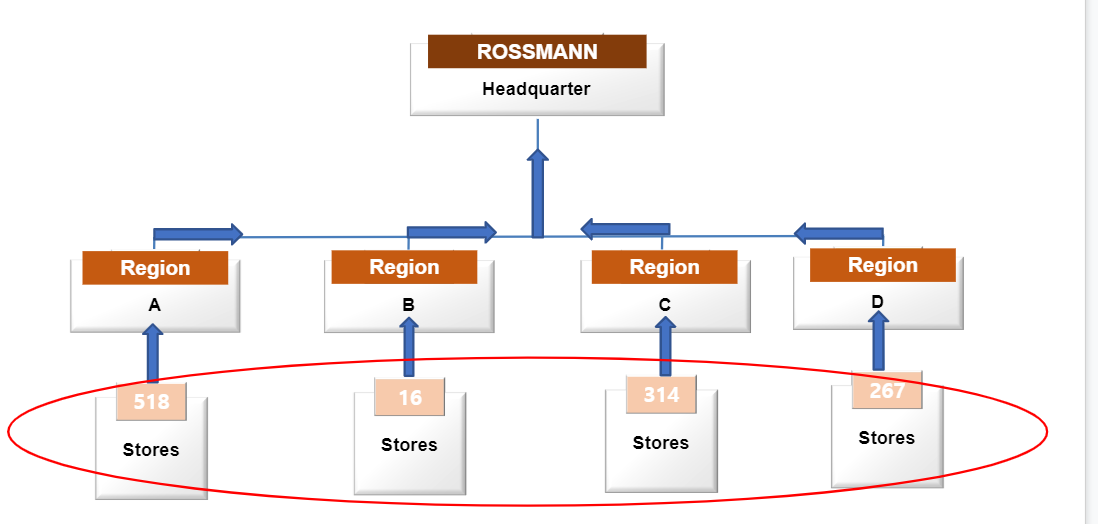 ROSSMANN
Headquarter
Region
A
Region
B
Region
C
Region
D
518
Stores
16
Stores
314
Stores
267
Stores